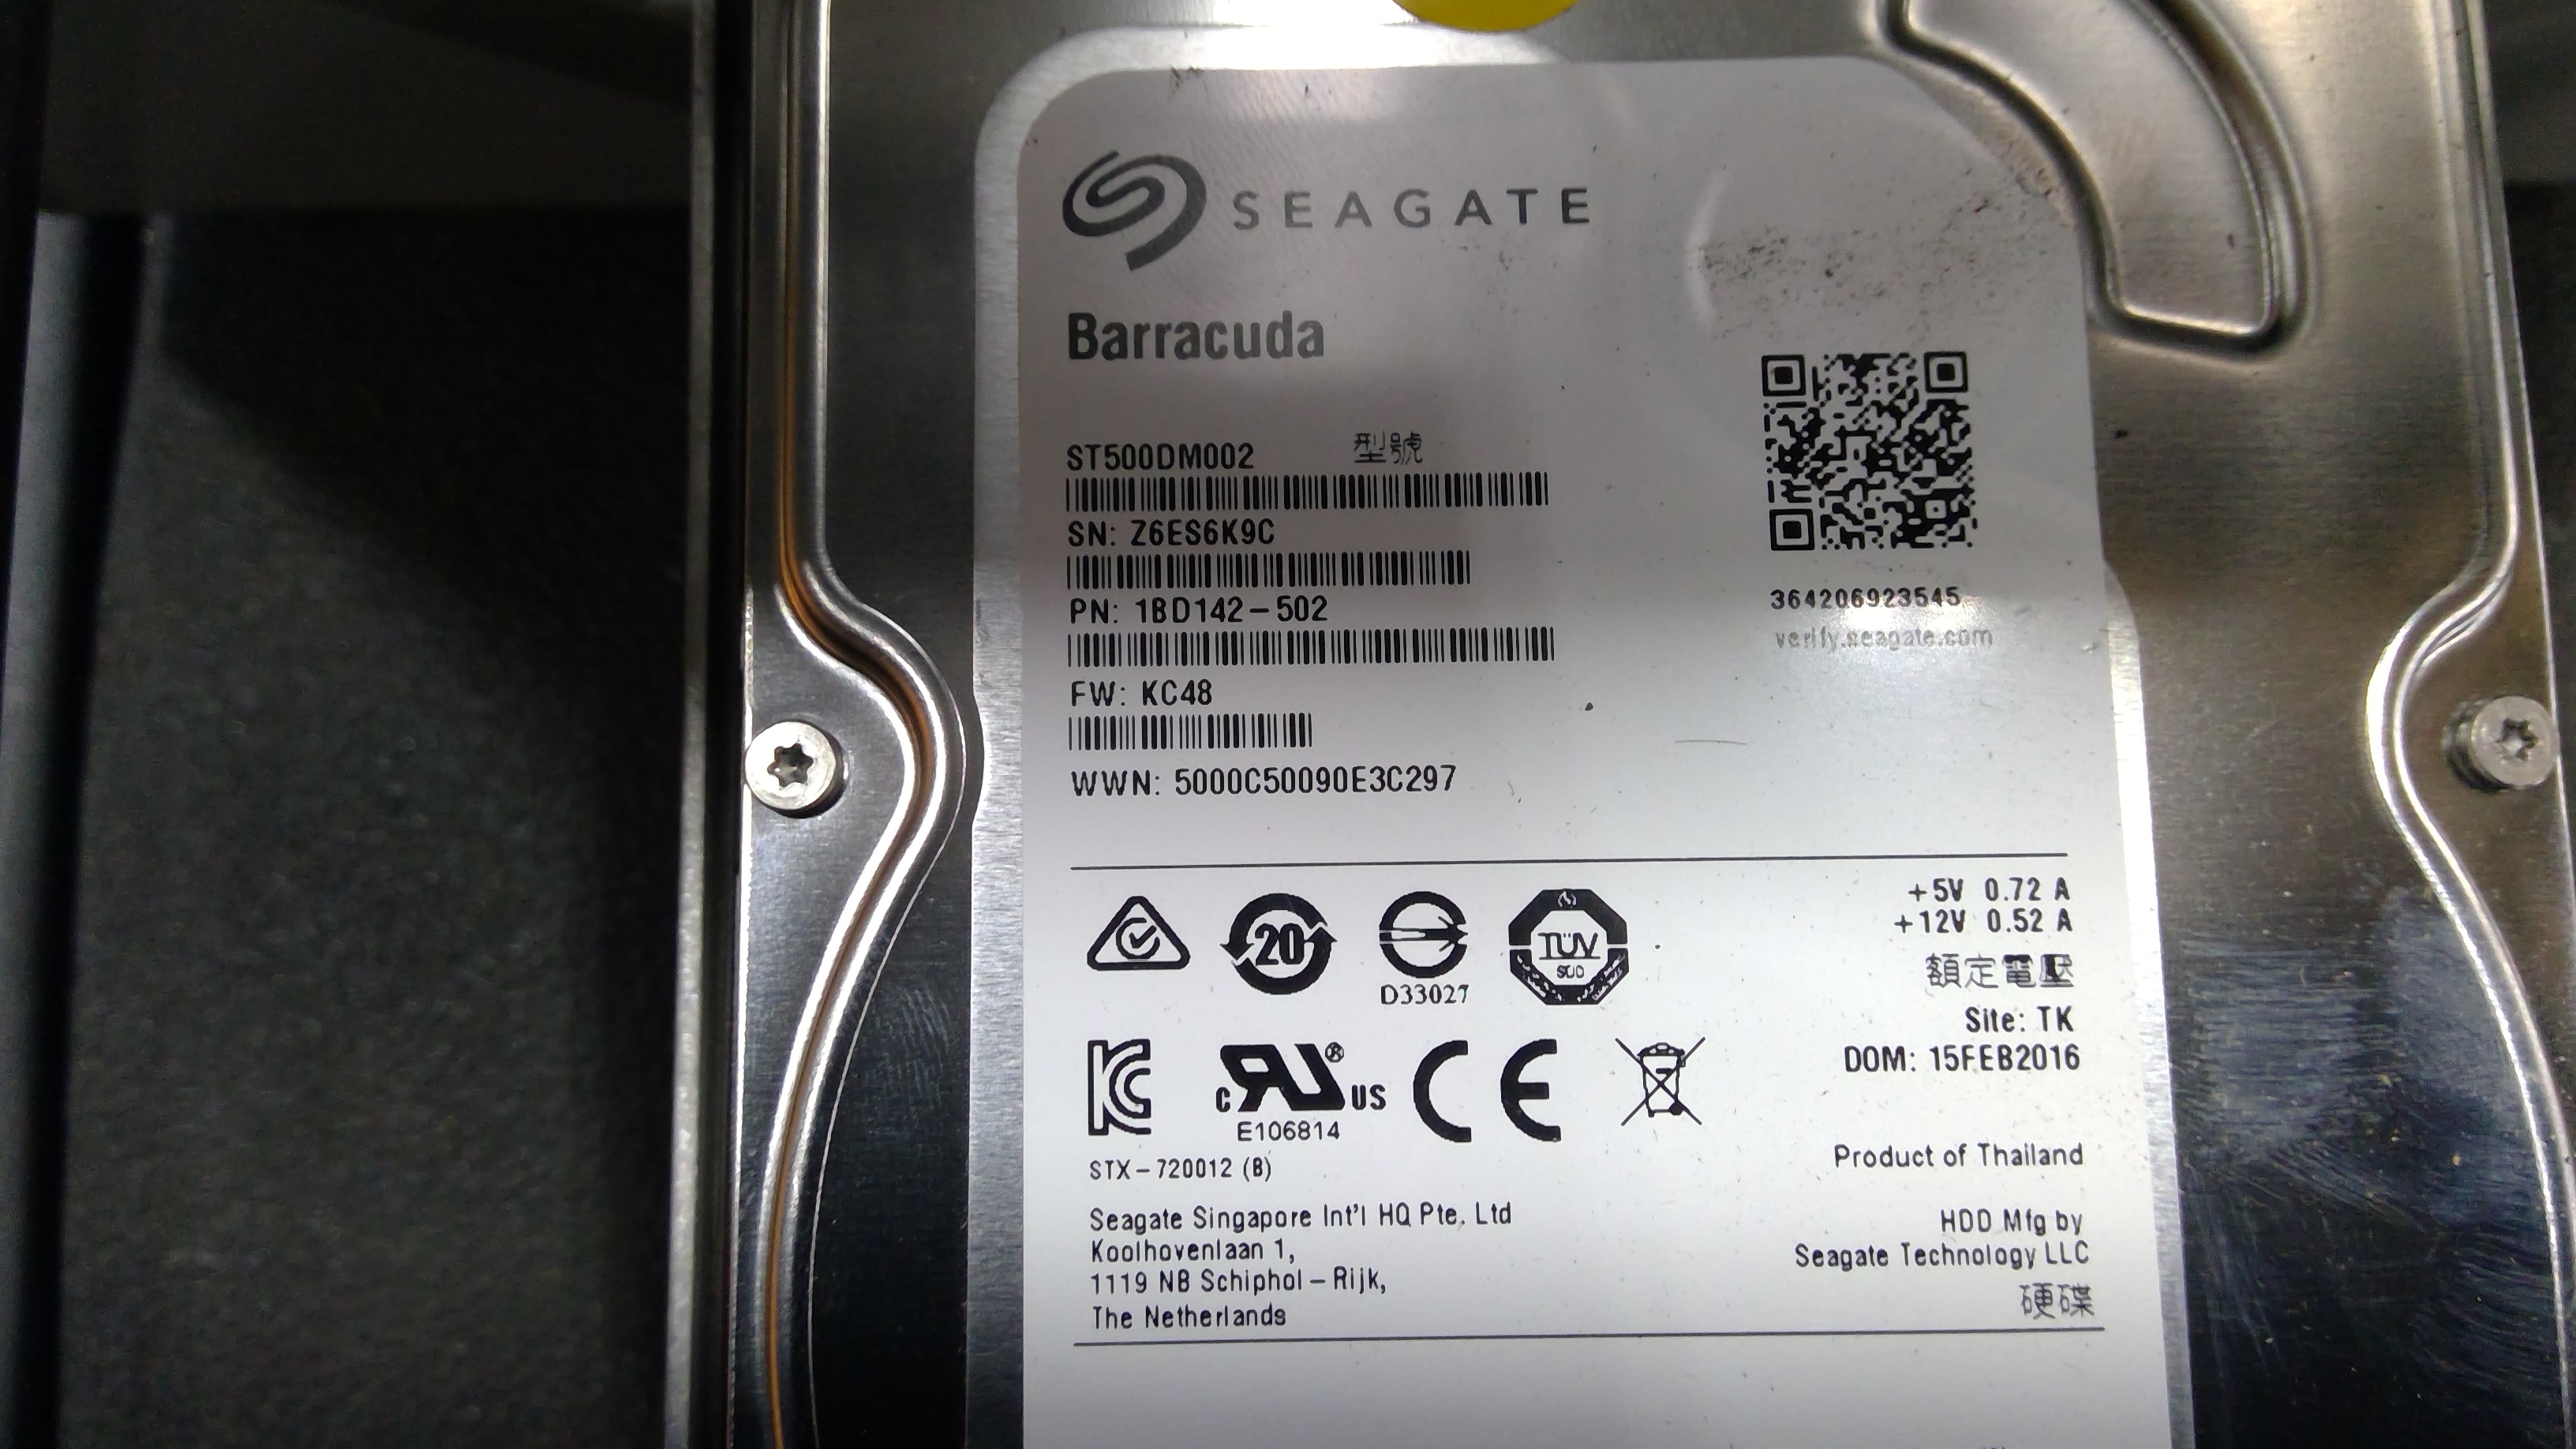 SEAGATE
Barracuda
ST500DM002 型號
SN: Z6ES6K9C
PN: 1BD142-502
FW: KC48
WWN: 5000C50090E3C297
364206923545
verify.seagate.com
+5V 0.72 A
+12V 0.52 A
額定電壓
Site: TK
DOM: 15FEB2016
20
D33027
TÜV
SÜD
c RU® US
E106814
CE
STX-720012 (B)
Product of Thailand
Seagate Singapore Int'l HQ Pte. Ltd
Koolhovenlaan 1,
1119 NB Schiphol-Rijk,
The Netherlands
HDD Mfg by
Seagate Technology LLC
硬碟